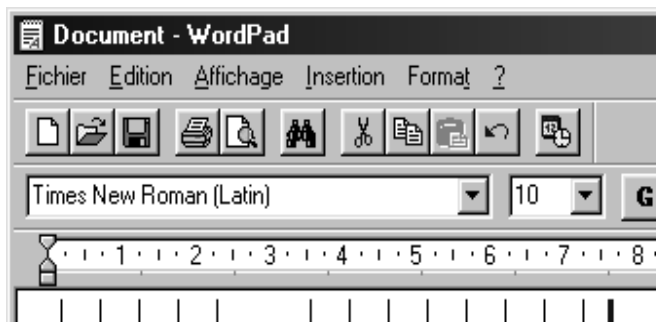 Document - WordPad
Fichier Edition Affichage Insertion Format ?
Times New Roman (Latin) 10 G
1 2 3 4 5 6 7 8